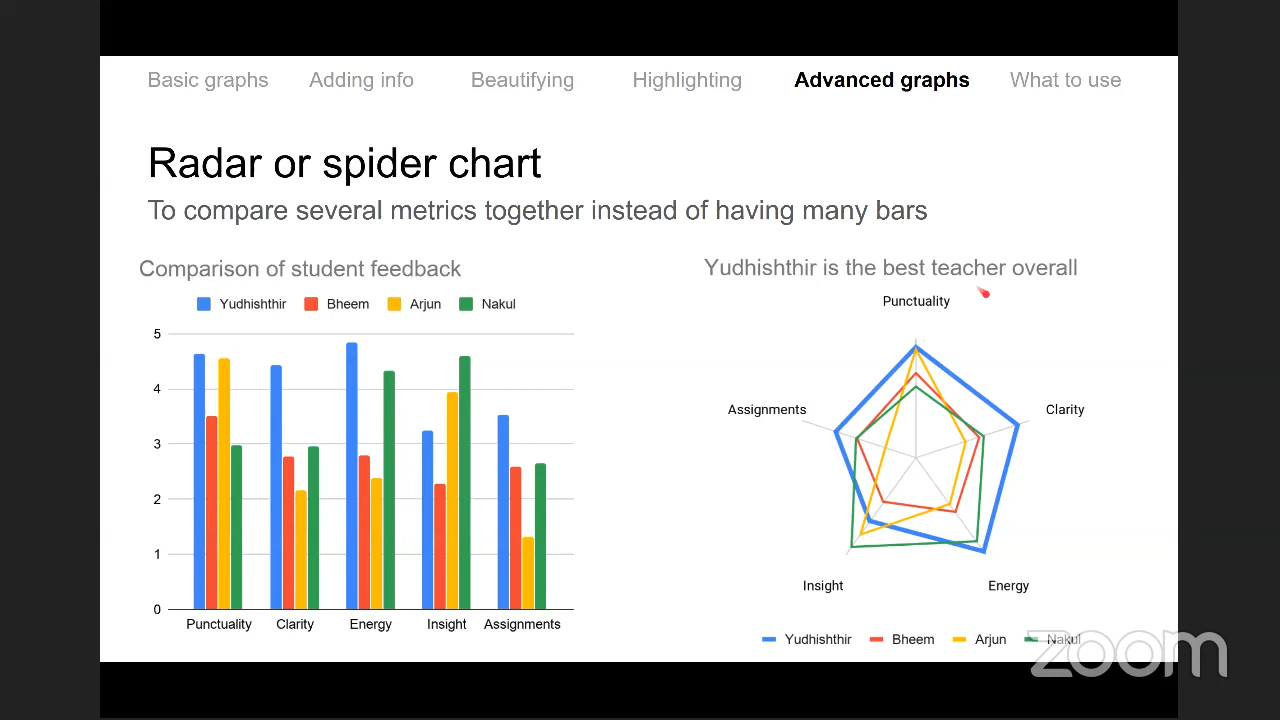 Basic graphs Adding info Beautifying Highlighting Advanced graphs What to use
Radar or spider chart
To compare several metrics together instead of having many bars
Comparison of student feedback
Yudhishthir Bheem Arjun Nakul
5
4
3
2
1
0
Punctuality Clarity Energy Insight Assignments
Yudhishthir is the best teacher overall
Punctuality
Assignments Clarity
Insight Energy
Yudhishthir Bheem Arjun Nakul
zoom